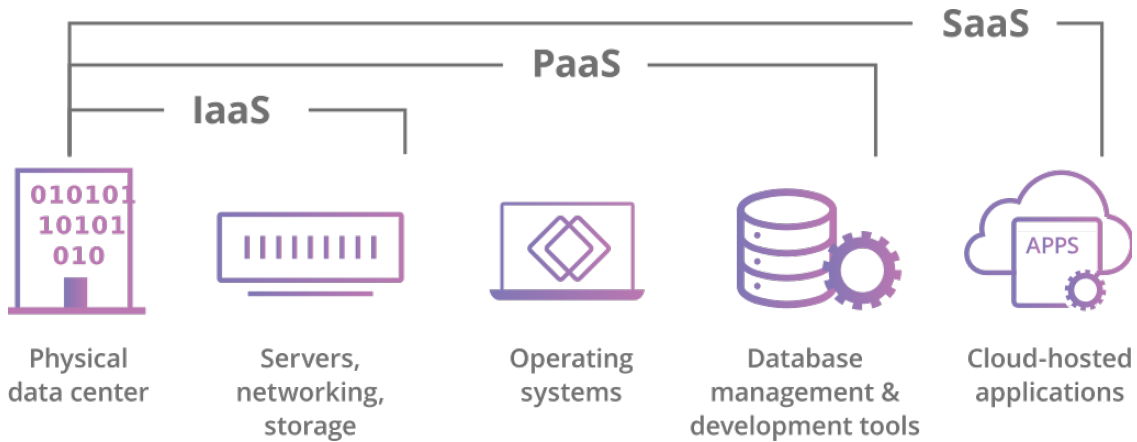 SaaS
PaaS
IaaS
010101
10101
010
APPS
Physical
data center
Servers,
networking,
storage
Operating
systems
Database
management &
development tools
Cloud-hosted
applications